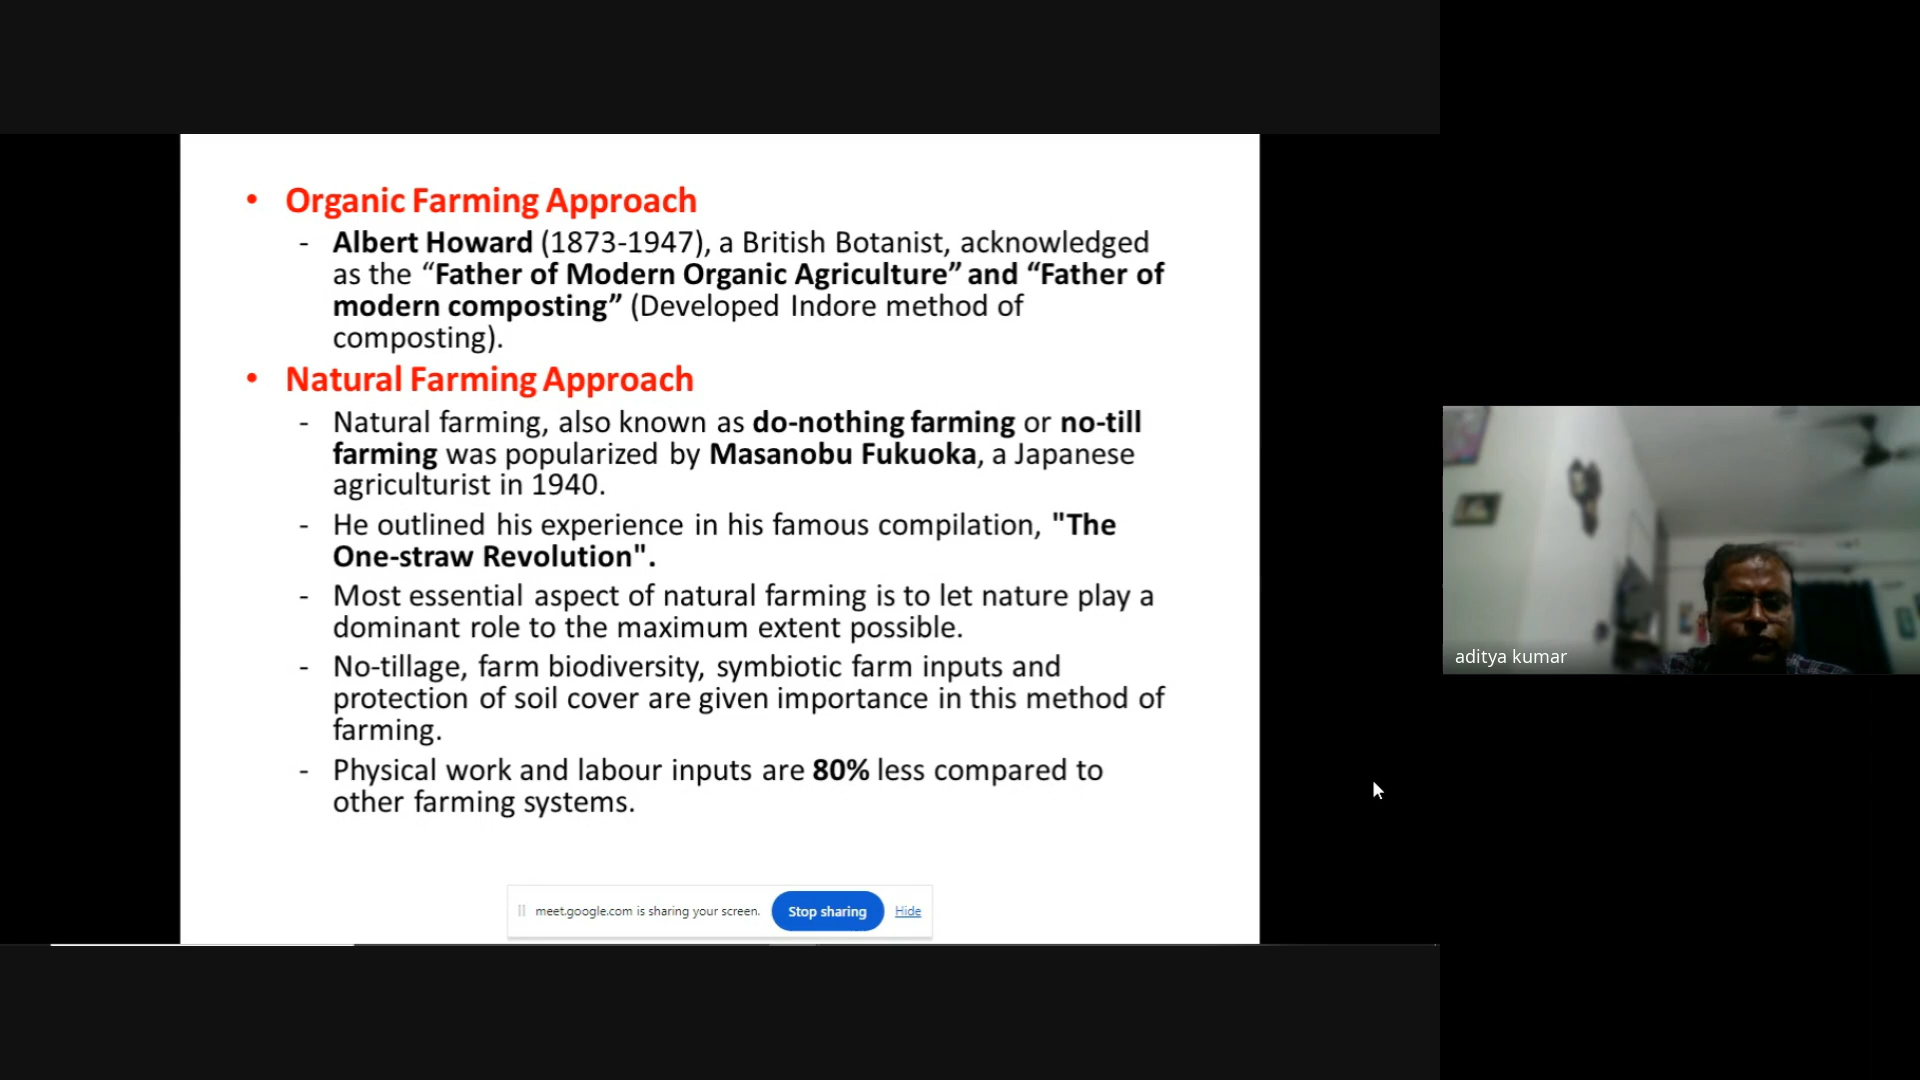 • Organic Farming Approach
- Albert Howard (1873-1947), a British Botanist, acknowledged
as the “Father of Modern Organic Agriculture” and “Father of
modern composting” (Developed Indore method of
composting).
• Natural Farming Approach
- Natural farming, also known as do-nothing farming or no-till
farming was popularized by Masanobu Fukuoka, a Japanese
agriculturist in 1940.
- He outlined his experience in his famous compilation, "The
One-straw Revolution".
- Most essential aspect of natural farming is to let nature play a
dominant role to the maximum extent possible.
- No-tillage, farm biodiversity, symbiotic farm inputs and
protection of soil cover are given importance in this method of
farming.
- Physical work and labour inputs are 80% less compared to
other farming systems.
meet.google.com is sharing your screen. Stop sharing Hide
aditya kumar